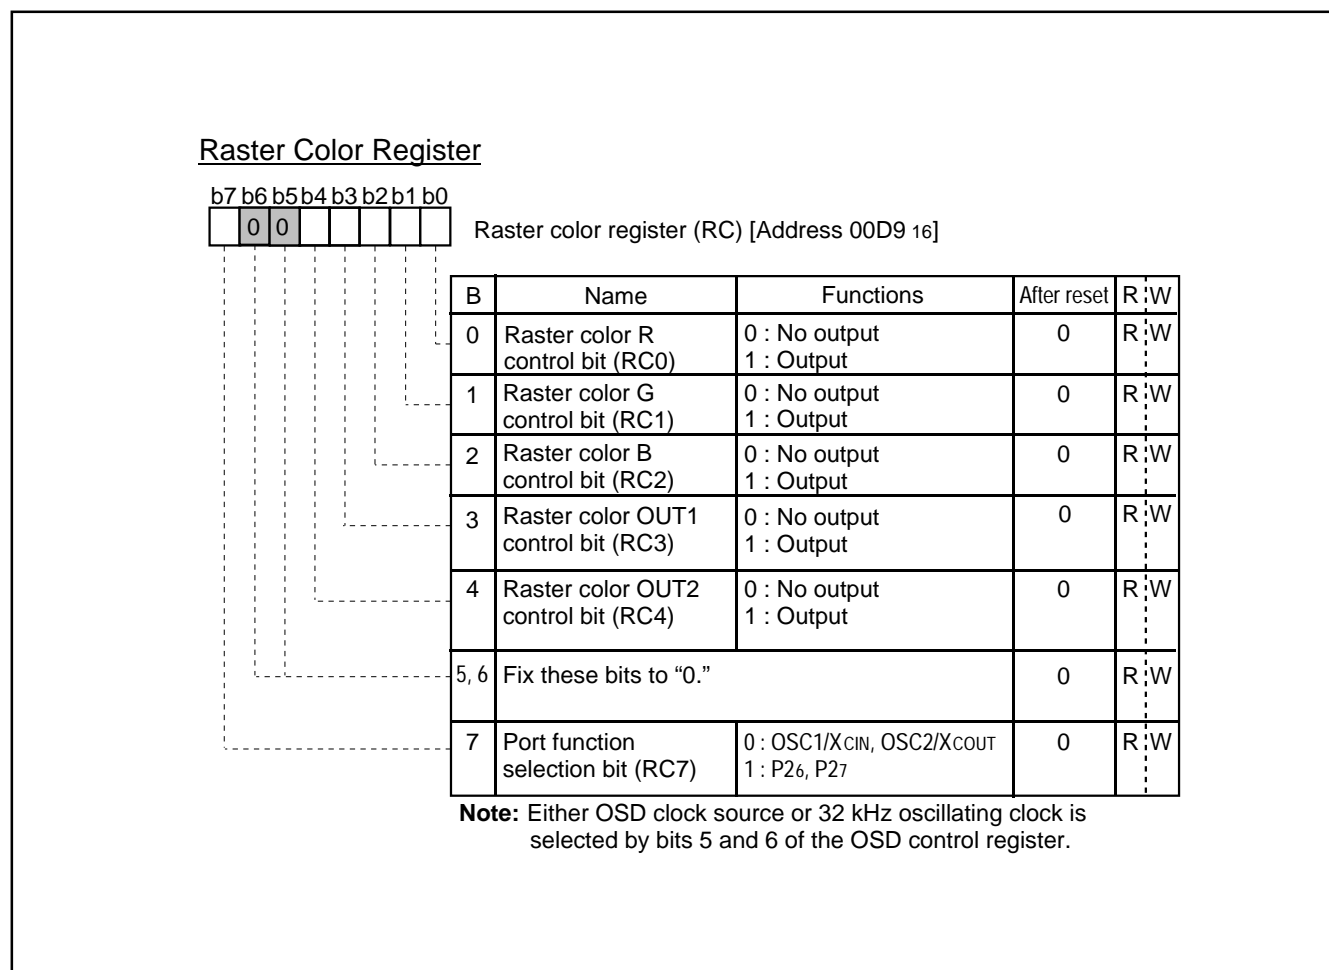 Raster Color Register
b7 b6 b5 b4 b3 b2 b1 b0
0 0
Raster color register (RC) [Address 00D9 16]
B Name Functions After reset R W
0 Raster color R control bit (RC0) 0 : No output 1 : Output 0 R W
1 Raster color G control bit (RC1) 0 : No output 1 : Output 0 R W
2 Raster color B control bit (RC2) 0 : No output 1 : Output 0 R W
3 Raster color OUT1 control bit (RC3) 0 : No output 1 : Output 0 R W
4 Raster color OUT2 control bit (RC4) 0 : No output 1 : Output 0 R W
5, 6 Fix these bits to “0.” 0 R W
7 Port function selection bit (RC7) 0 : OSC1/XCIN, OSC2/XCOUT 1 : P26, P27 0 R W
Note: Either OSD clock source or 32 kHz oscillating clock is
selected by bits 5 and 6 of the OSD control register.